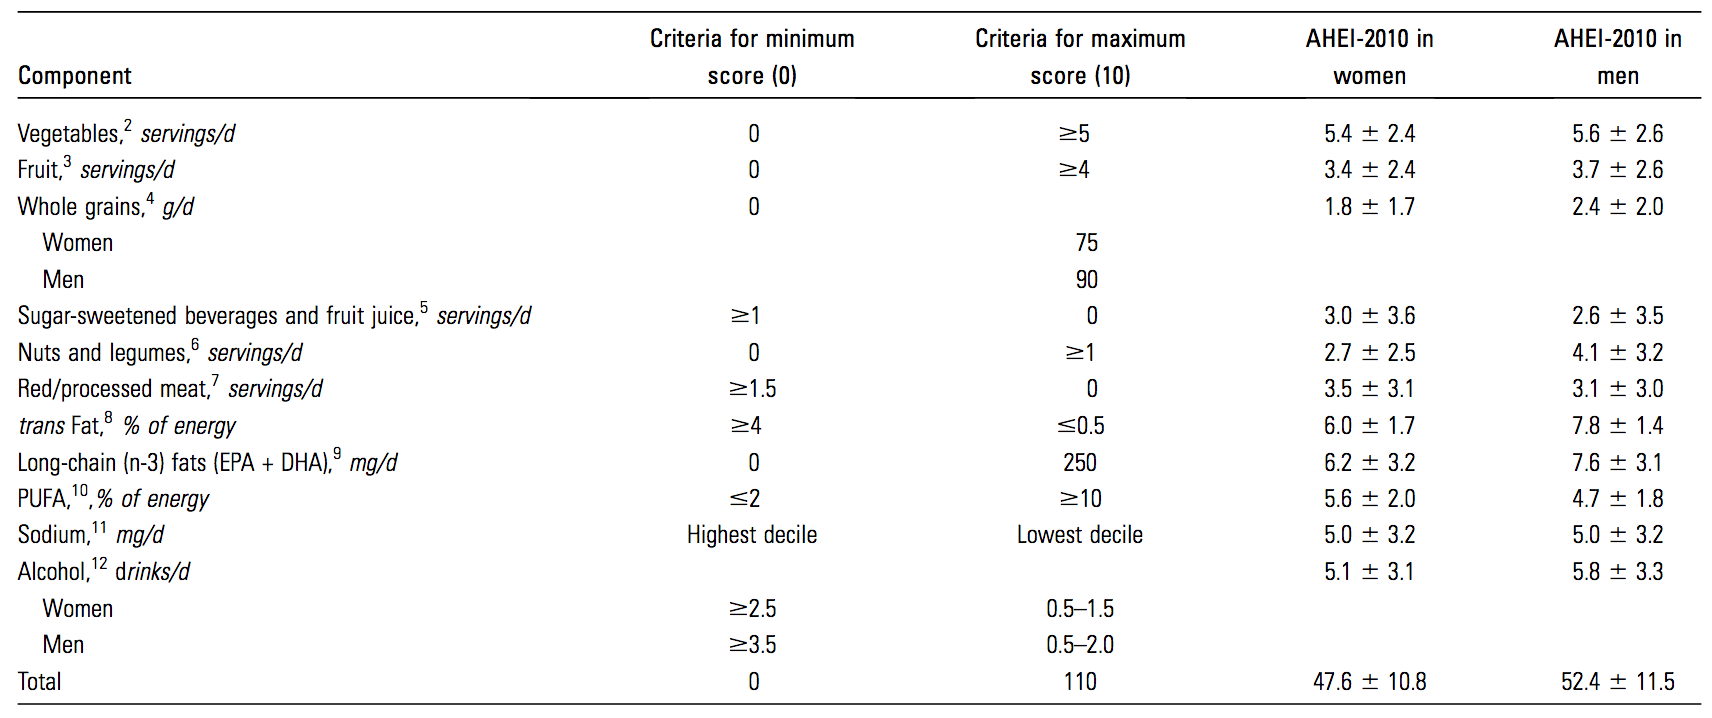 Component Criteria for minimum score (0) Criteria for maximum score (10) AHEI-2010 in women AHEI-2010 in men
Vegetables,2 servings/d 0 ≥5 5.4 ± 2.4 5.6 ± 2.6
Fruit,3 servings/d 0 ≥4 3.4 ± 2.4 3.7 ± 2.6
Whole grains,4 g/d 0 1.8 ± 1.7 2.4 ± 2.0
Women 75
Men 90
Sugar-sweetened beverages and fruit juice,5 servings/d ≥1 0 3.0 ± 3.6 2.6 ± 3.5
Nuts and legumes,6 servings/d 0 ≥1 2.7 ± 2.5 4.1 ± 3.2
Red/processed meat,7 servings/d ≥1.5 0 3.5 ± 3.1 3.1 ± 3.0
trans Fat,8 % of energy ≥4 ≤0.5 6.0 ± 1.7 7.8 ± 1.4
Long-chain (n-3) fats (EPA + DHA),9 mg/d 0 250 6.2 ± 3.2 7.6 ± 3.1
PUFA,10,% of energy ≤2 ≥10 5.6 ± 2.0 4.7 ± 1.8
Sodium,11 mg/d Highest decile Lowest decile 5.0 ± 3.2 5.0 ± 3.2
Alcohol,12 drinks/d 5.1 ± 3.1 5.8 ± 3.3
Women ≥2.5 0.5–1.5
Men ≥3.5 0.5–2.0
Total 0 110 47.6 ± 10.8 52.4 ± 11.5